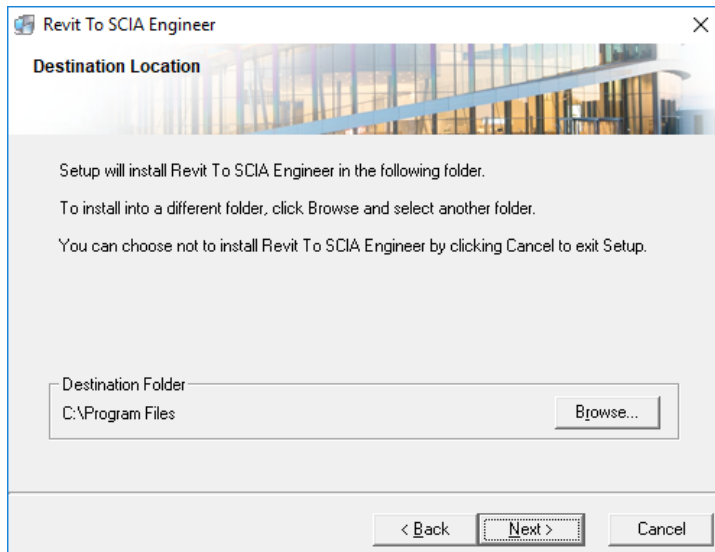 Revit To SCIA Engineer
Destination Location
Setup will install Revit To SCIA Engineer in the following folder.
To install into a different folder, click Browse and select another folder.
You can choose not to install Revit To SCIA Engineer by clicking Cancel to exit Setup.
Destination Folder
C:\Program Files
Browse...
< Back
Next >
Cancel